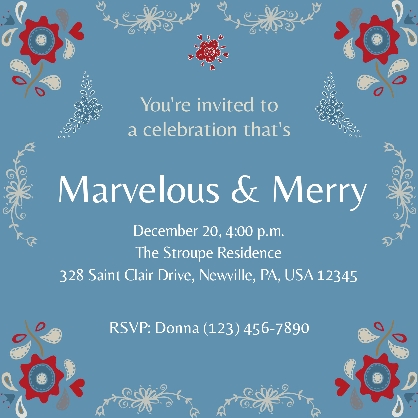 You're invited to
a celebration that's
Marvelous & Merry
December 20, 4:00 p.m.
The Stroupe Residence
328 Saint Clair Drive, Newville, PA, USA 12345
RSVP: Donna (123) 456-7890